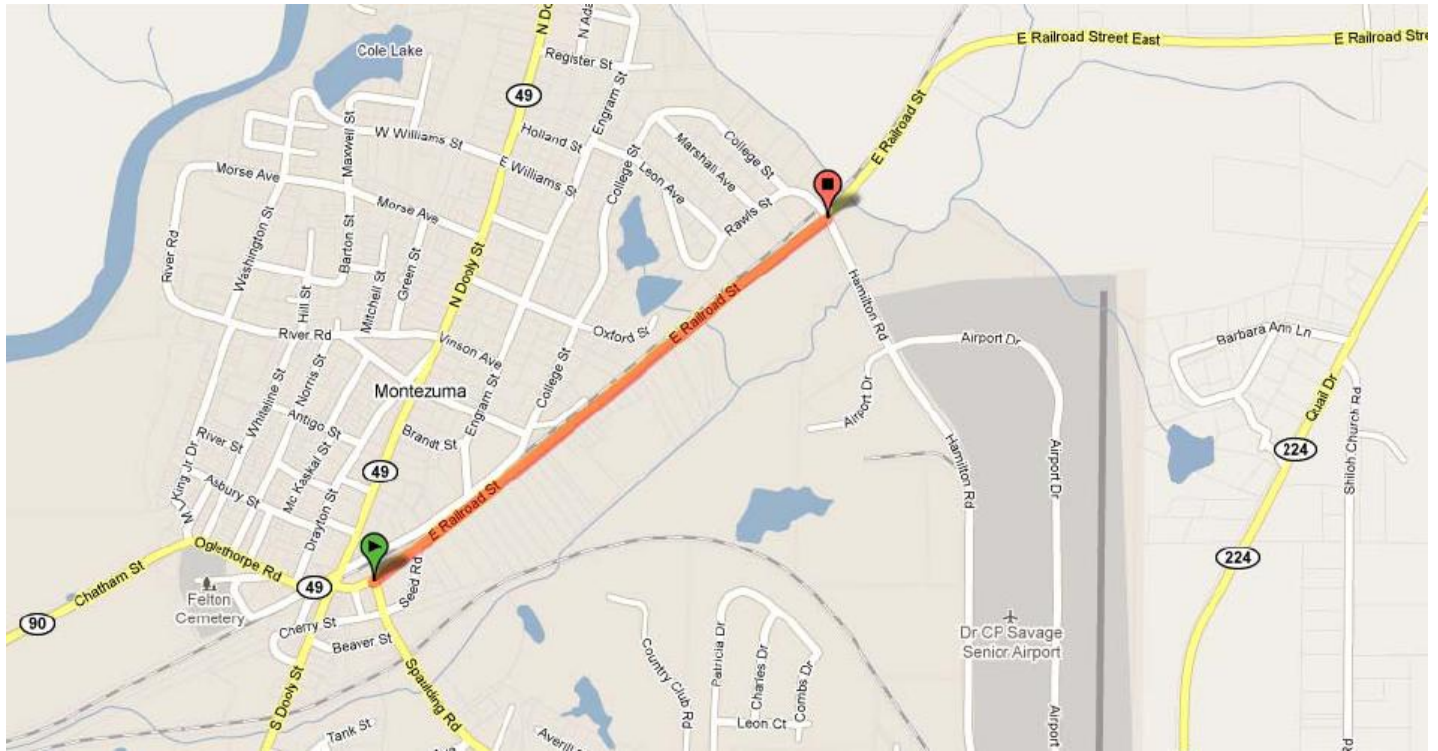 Cole Lake
N Dooly St
N Ada
Register St
E Railroad Street East
E Railroad Stre
49
Engram St
W Williams St
Maxwell St
Holland St
College St
E Railroad St
Marshall Ave
E Williams St
College St
Leon Ave
Morse Ave
Morse Ave
Rawls St
Washington St
Barton St
River Rd
Green St
N Dooly St
Hill St
Mitchell St
Hamilton Rd
E Railroad St
River Rd
Oxford St
Vinson Ave
Airport Dr
Barbara Ann Ln
Norris St
College St
Montezuma
Engram St
Airport Dr
Quail Dr
Whiteline St
Antigo St
Brandt St
River St
Hamilton Rd
Airport Dr
Shiloh Church Rd
224
Mc Kaskal St
49
M L King Jr Dr
Asbury St
E Railroad St
Drayton St
Oglethorpe Rd
224
Chatham St
49
Seed Rd
Felton
Cemetery
90
Cherry St
Beaver St
Dr CP Savage
Senior Airport
Country Club Rd
Patricia Dr
Charles Dr
Combs Dr
Spaulding Rd
S Dooly St
Leon Ct
Airport
Tank St
Averill
Rd